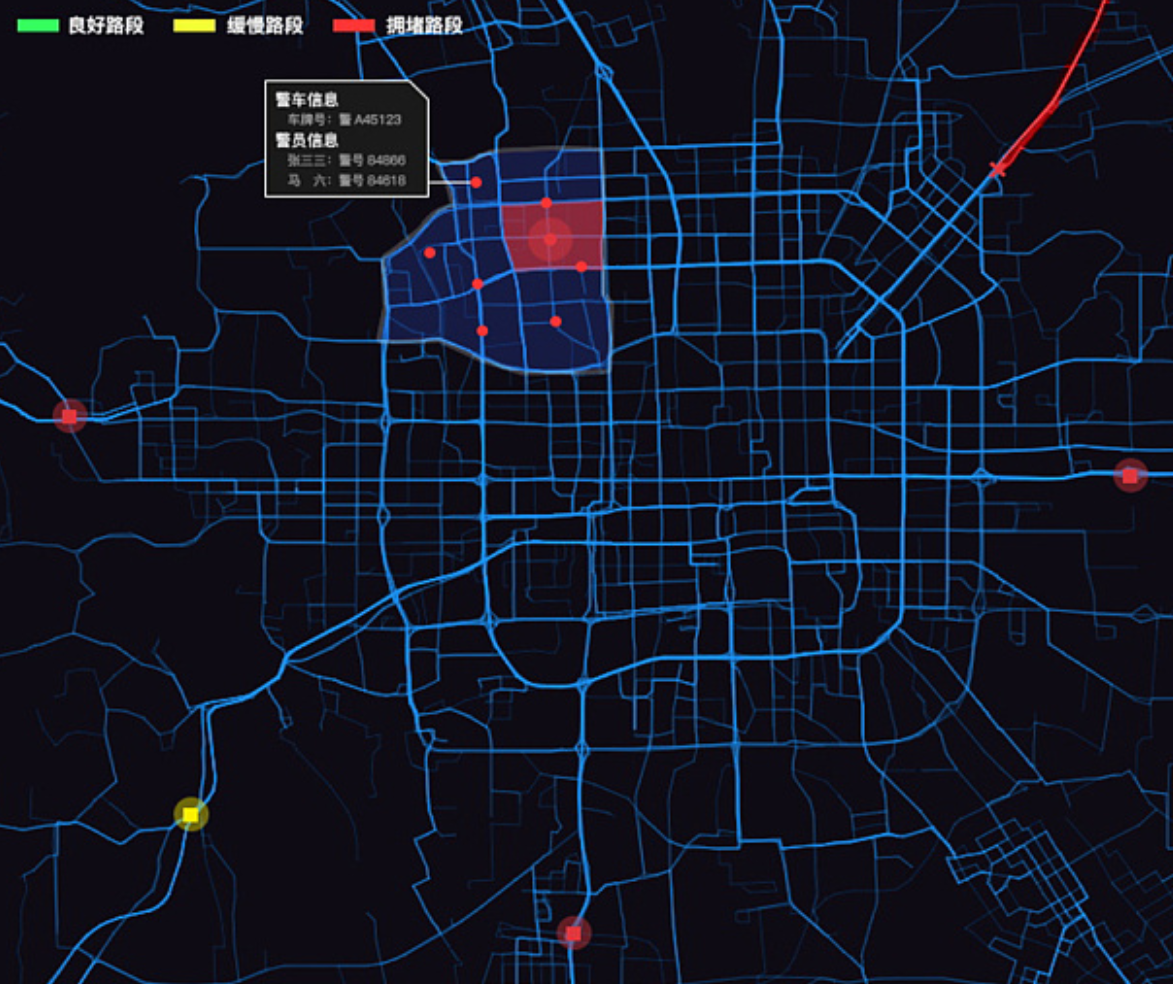 良好路段 缓慢路段 拥堵路段
警车信息
车牌号：警 A45123
警员信息
张三三：警号 84866
马　六：警号 84618